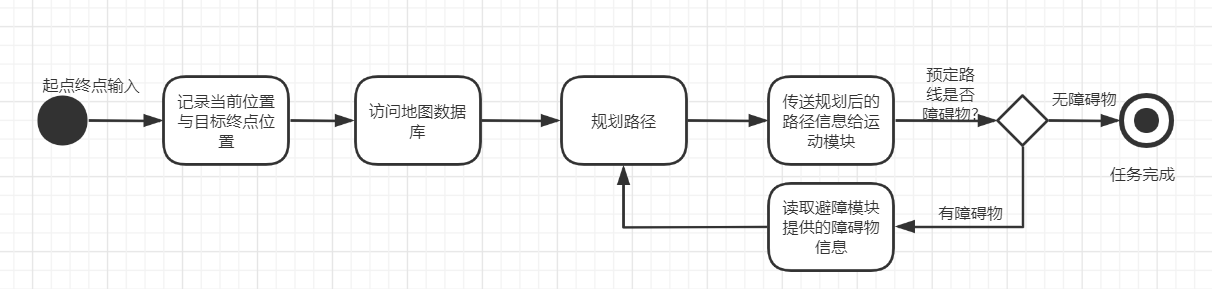 起点终点输入
记录当前位置
与目标终点位
置
访问地图数据
库
规划路径
传送规划后的
路径信息给运
动模块
预定路
线是否
障碍物?
无障碍物
任务完成
有障碍物
读取避障模块
提供的障碍物
信息